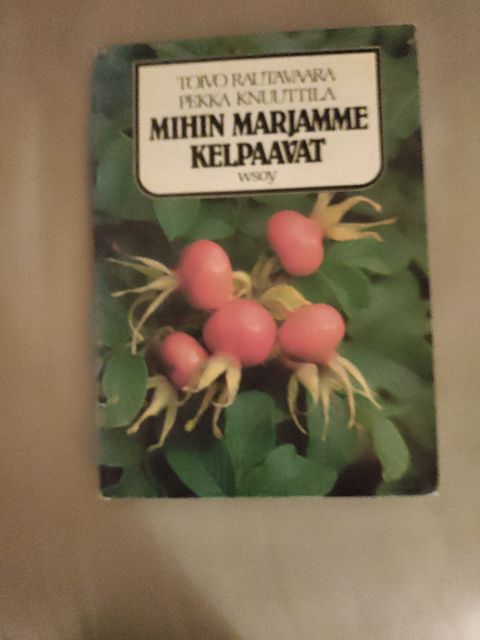 TOIVO RAUTAVAARA
PEKKA KNUUTTILA
MIHIN MARJAMME
KELPAAVAT
WSOY